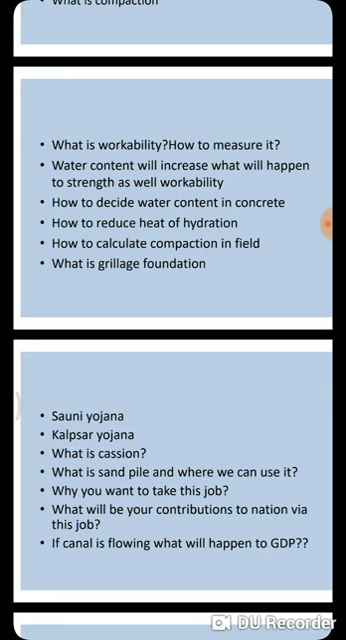 What is compaction
• What is workability?How to measure it?
• Water content will increase what will happen
to strength as well workability
• How to decide water content in concrete
• How to reduce heat of hydration
• How to calculate compaction in field
• What is grillage foundation
• Sauni yojana
• Kalpsar yojana
• What is cassion?
• What is sand pile and where we can use it?
• Why you want to take this job?
• What will be your contributions to nation via
this job?
• If canal is flowing what will happen to GDP??
DU Recorder